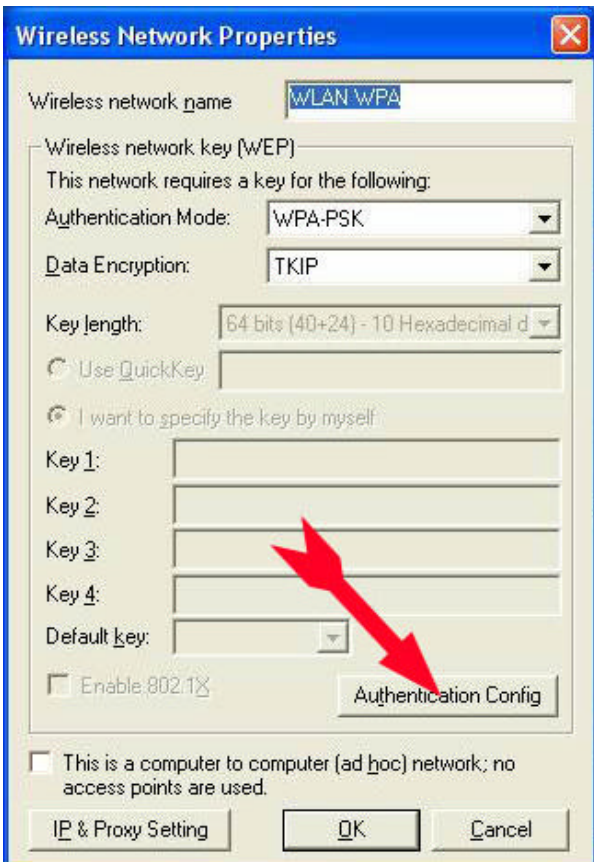 Wireless Network Properties
Wireless network name WLAN WPA
Wireless network key (WEP)
This network requires a key for the following:
Authentication Mode: WPA-PSK
Data Encryption: TKIP
Key length: 64 bits (40+24) - 10 Hexadecimal d
Use QuickKey
I want to specify the key by myself
Key 1:
Key 2:
Key 3:
Key 4:
Default key:
Enable 802.1X
Authentication Config
This is a computer to computer (ad hoc) network; no
access points are used.
IP & Proxy Setting OK Cancel